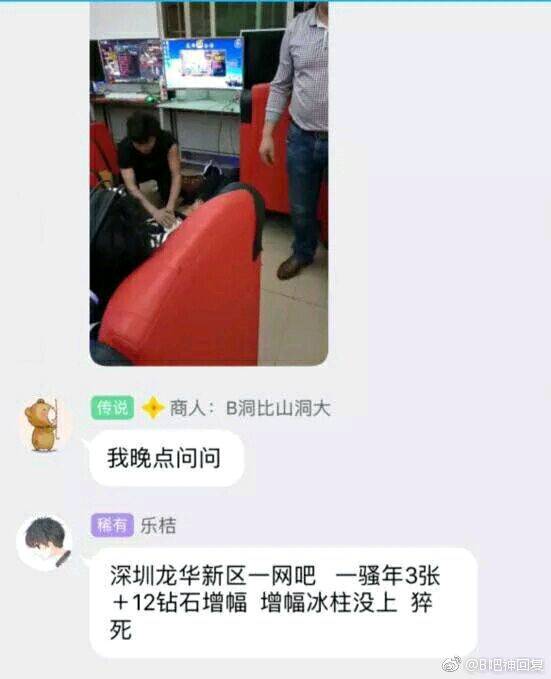 传说 商人：B洞比山洞大
我晚点问问
稀有 乐桔
深圳龙华新区一网吧 一骚年3张
＋12钻石增幅 增幅冰柱没上 猝
死
@B吧神回复